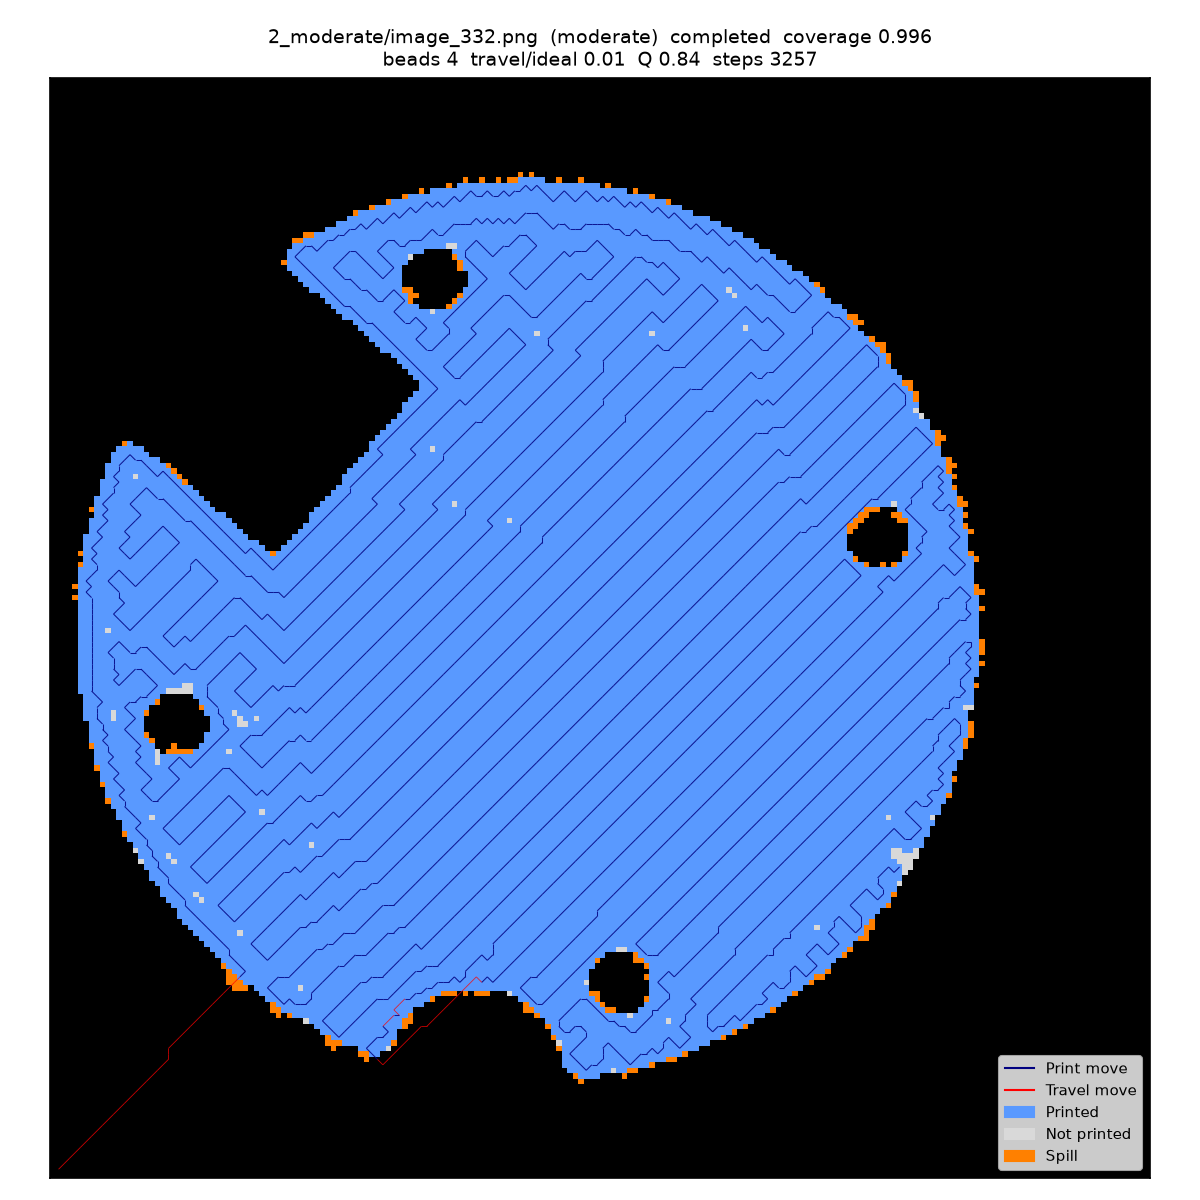 2_moderate/image_332.png  (moderate)  completed  coverage 0.996
beads 4  travel/ideal 0.01  Q 0.84  steps 3257
Print move
Travel move
Printed
Not printed
Spill